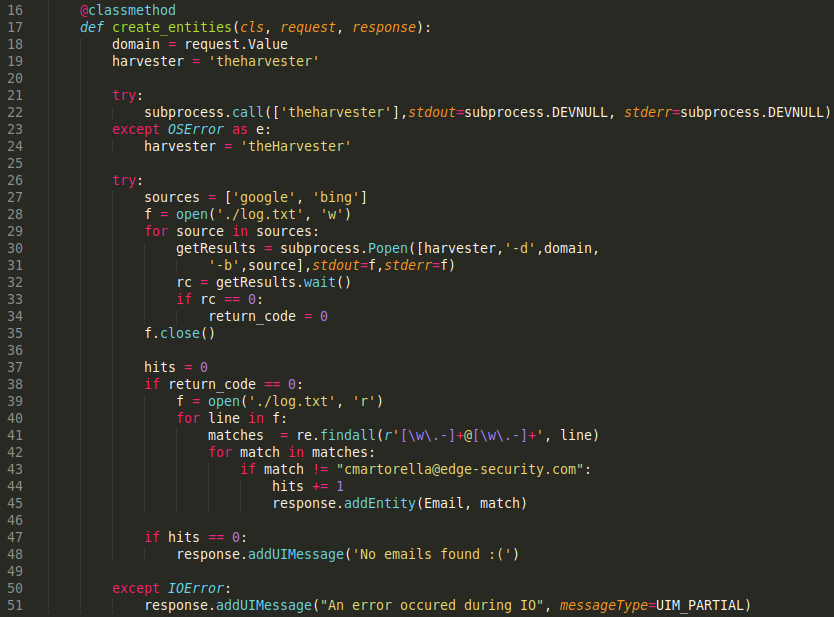 16 @classmethod
17 def create_entities(cls, request, response):
18 domain = request.Value
19 harvester = 'theharvester'
20
21 try:
22 subprocess.call(['theharvester'],stdout=subprocess.DEVNULL, stderr=subprocess.DEVNULL)
23 except OSError as e:
24 harvester = 'theHarvester'
25
26 try:
27 sources = ['google', 'bing']
28 f = open('./log.txt', 'w')
29 for source in sources:
30 getResults = subprocess.Popen([harvester,'-d',domain,
31 '-b',source],stdout=f,stderr=f)
32 rc = getResults.wait()
33 if rc == 0:
34 return_code = 0
35 f.close()
36
37 hits = 0
38 if return_code == 0:
39 f = open('./log.txt', 'r')
40 for line in f:
41 matches  = re.findall(r'[\w\.-]+@[\w\.-]+', line)
42 for match in matches:
43 if match != "cmartorella@edge-security.com":
44 hits += 1
45 response.addEntity(Email, match)
46
47 if hits == 0:
48 response.addUIMessage('No emails found :(')
49
50 except IOError:
51 response.addUIMessage("An error occured during IO", messageType=UIM_PARTIAL)